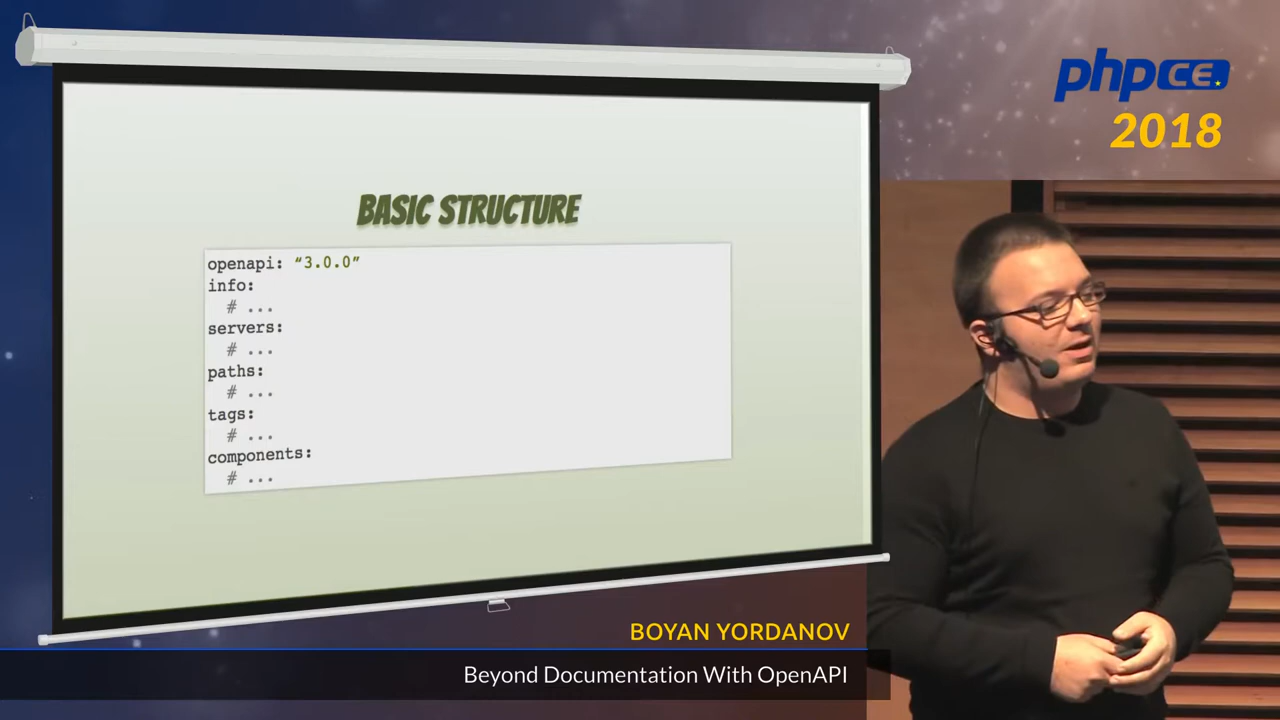 phpCE
2018
BASIC STRUCTURE
openapi: “3.0.0”
info:
# ...
servers:
# ...
paths:
# ...
tags:
# ...
components:
# ...
BOYAN YORDANOV
Beyond Documentation With OpenAPI